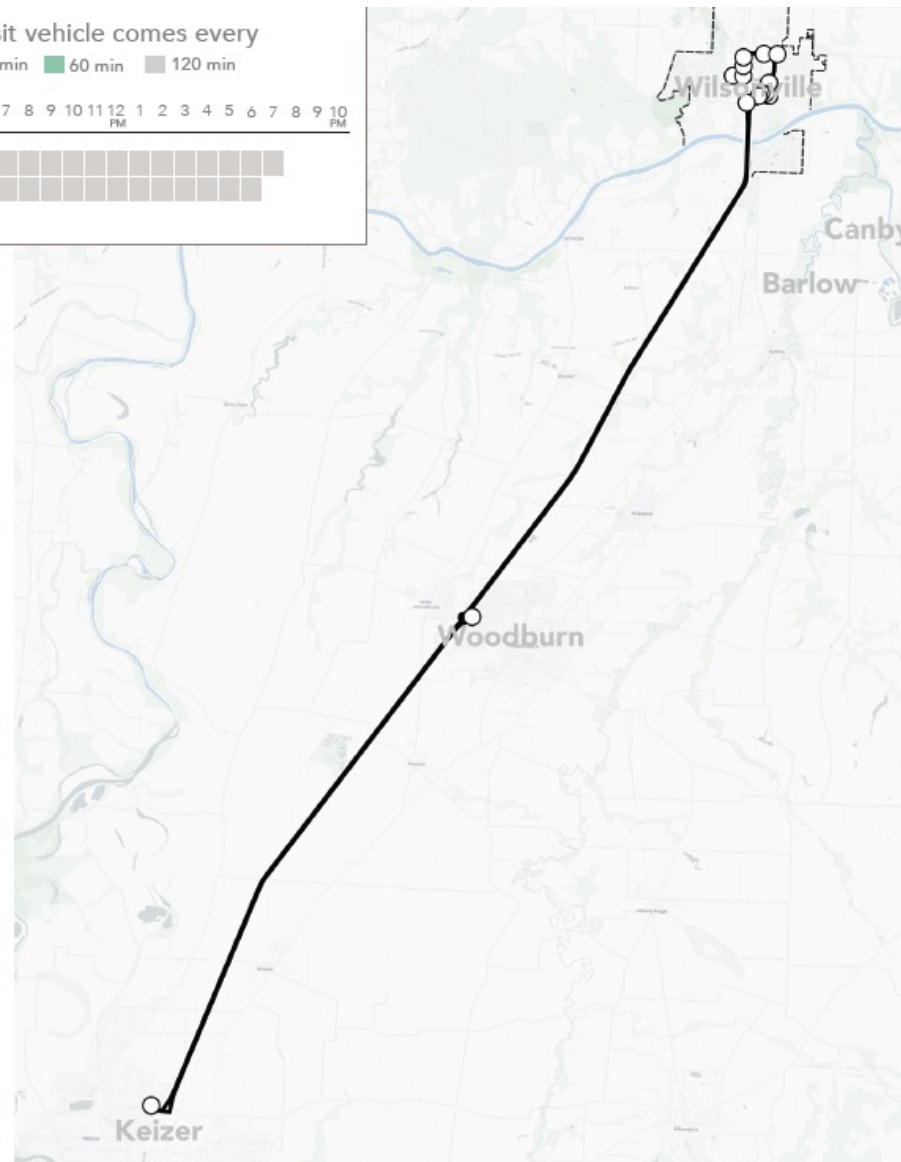 sit vehicle comes every
min 60 min 120 min
7 8 9 10 11 12 1 2 3 4 5 6 7 8 9 10
PM PM
Wilsonville
Canby
Barlow
Woodburn
Keizer